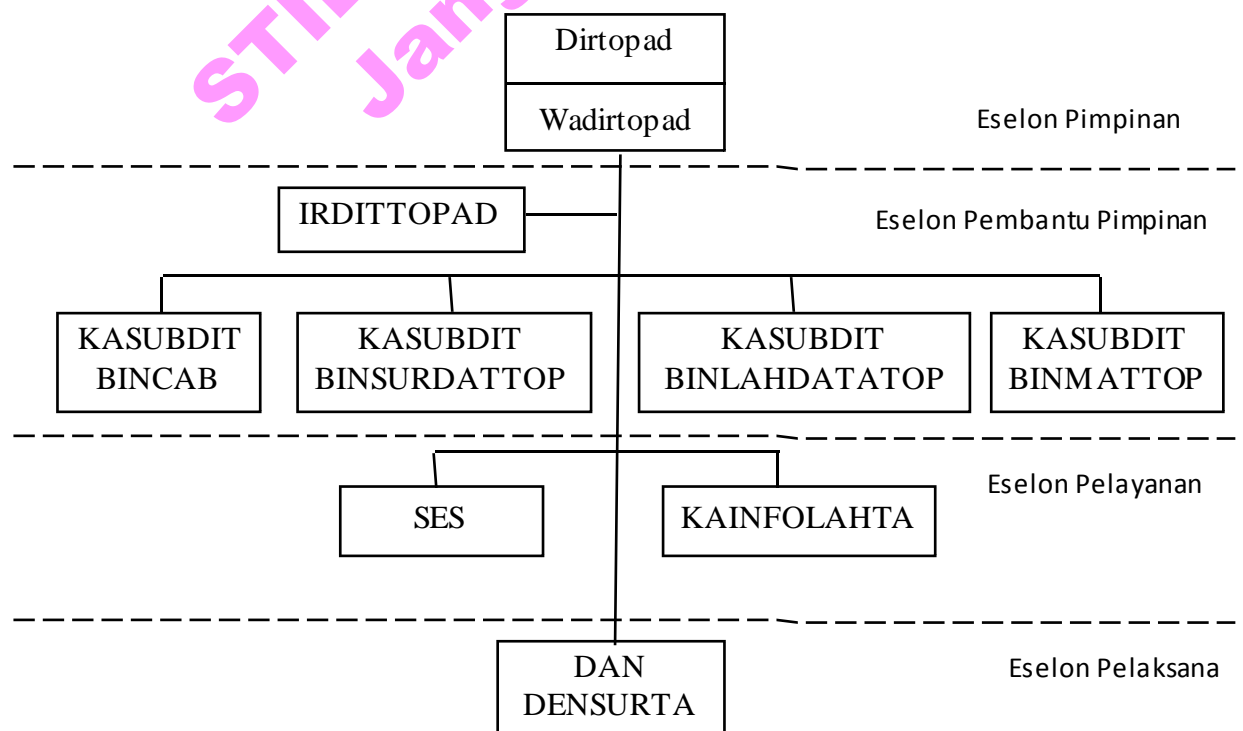 Dirtopad
Wadirtopad
Eselon Pimpinan
IRDITTOPAD
Eselon Pembantu Pimpinan
KASUBDIT
BINCAB
KASUBDIT
BINSURDATTOP
KASUBDIT
BINLAHDATATOP
KASUBDIT
BINMATTOP
Eselon Pelayanan
SES
KAINFOLAHTA
DAN
DENSURTA
Eselon Pelaksana